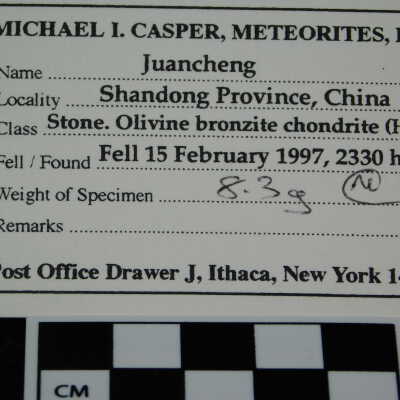 MICHAEL I. CASPER, METEORITES,
Name Juancheng
Locality Shandong Province, China
Class Stone. Olivine bronzite chondrite (H
Fell / Found Fell 15 February 1997, 2330 h
Weight of Specimen 8.3g
Remarks
Post Office Drawer J, Ithaca, New York 14
CM